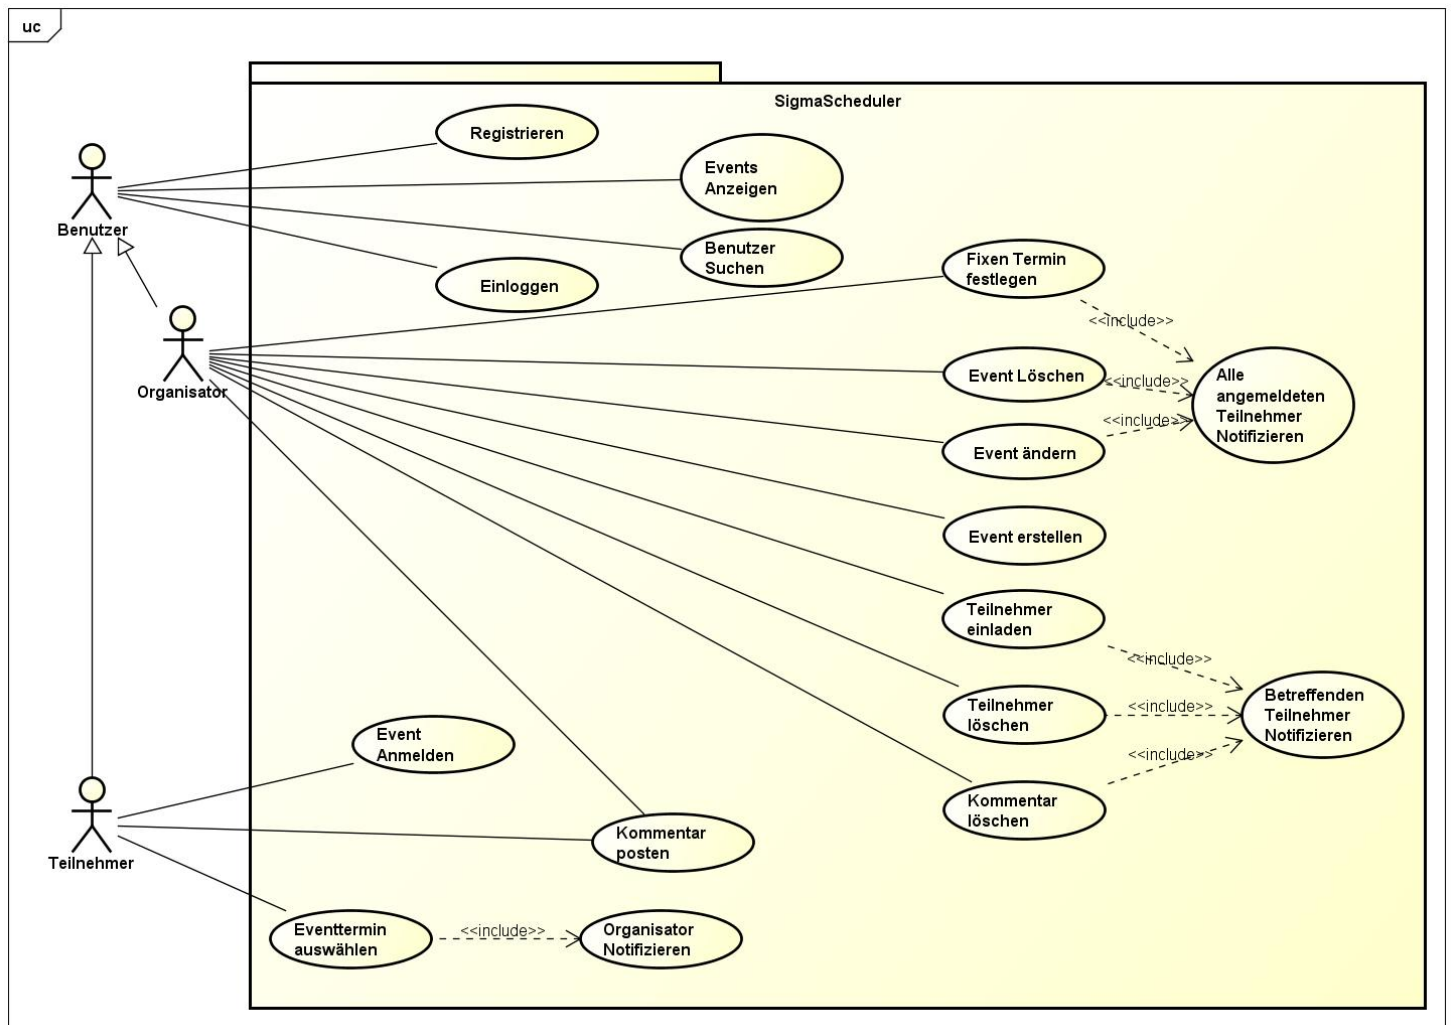 uc
SigmaScheduler
Registrieren
Events
Anzeigen
Benutzer
Benutzer
Suchen
Einloggen
Fixen Termin
festlegen
<<include>>
Organisator
Event Löschen
<<include>>
Alle
angemeldeten
Teilnehmer
Notifizieren
<<include>>
Event ändern
Event erstellen
Teilnehmer
einladen
<<include>>
Teilnehmer
löschen
<<include>>
Betreffenden
Teilnehmer
Notifizieren
<<include>>
Kommentar
löschen
Event
Anmelden
Teilnehmer
Kommentar
posten
Eventtermin
auswählen
<<include>>
Organisator
Notifizieren